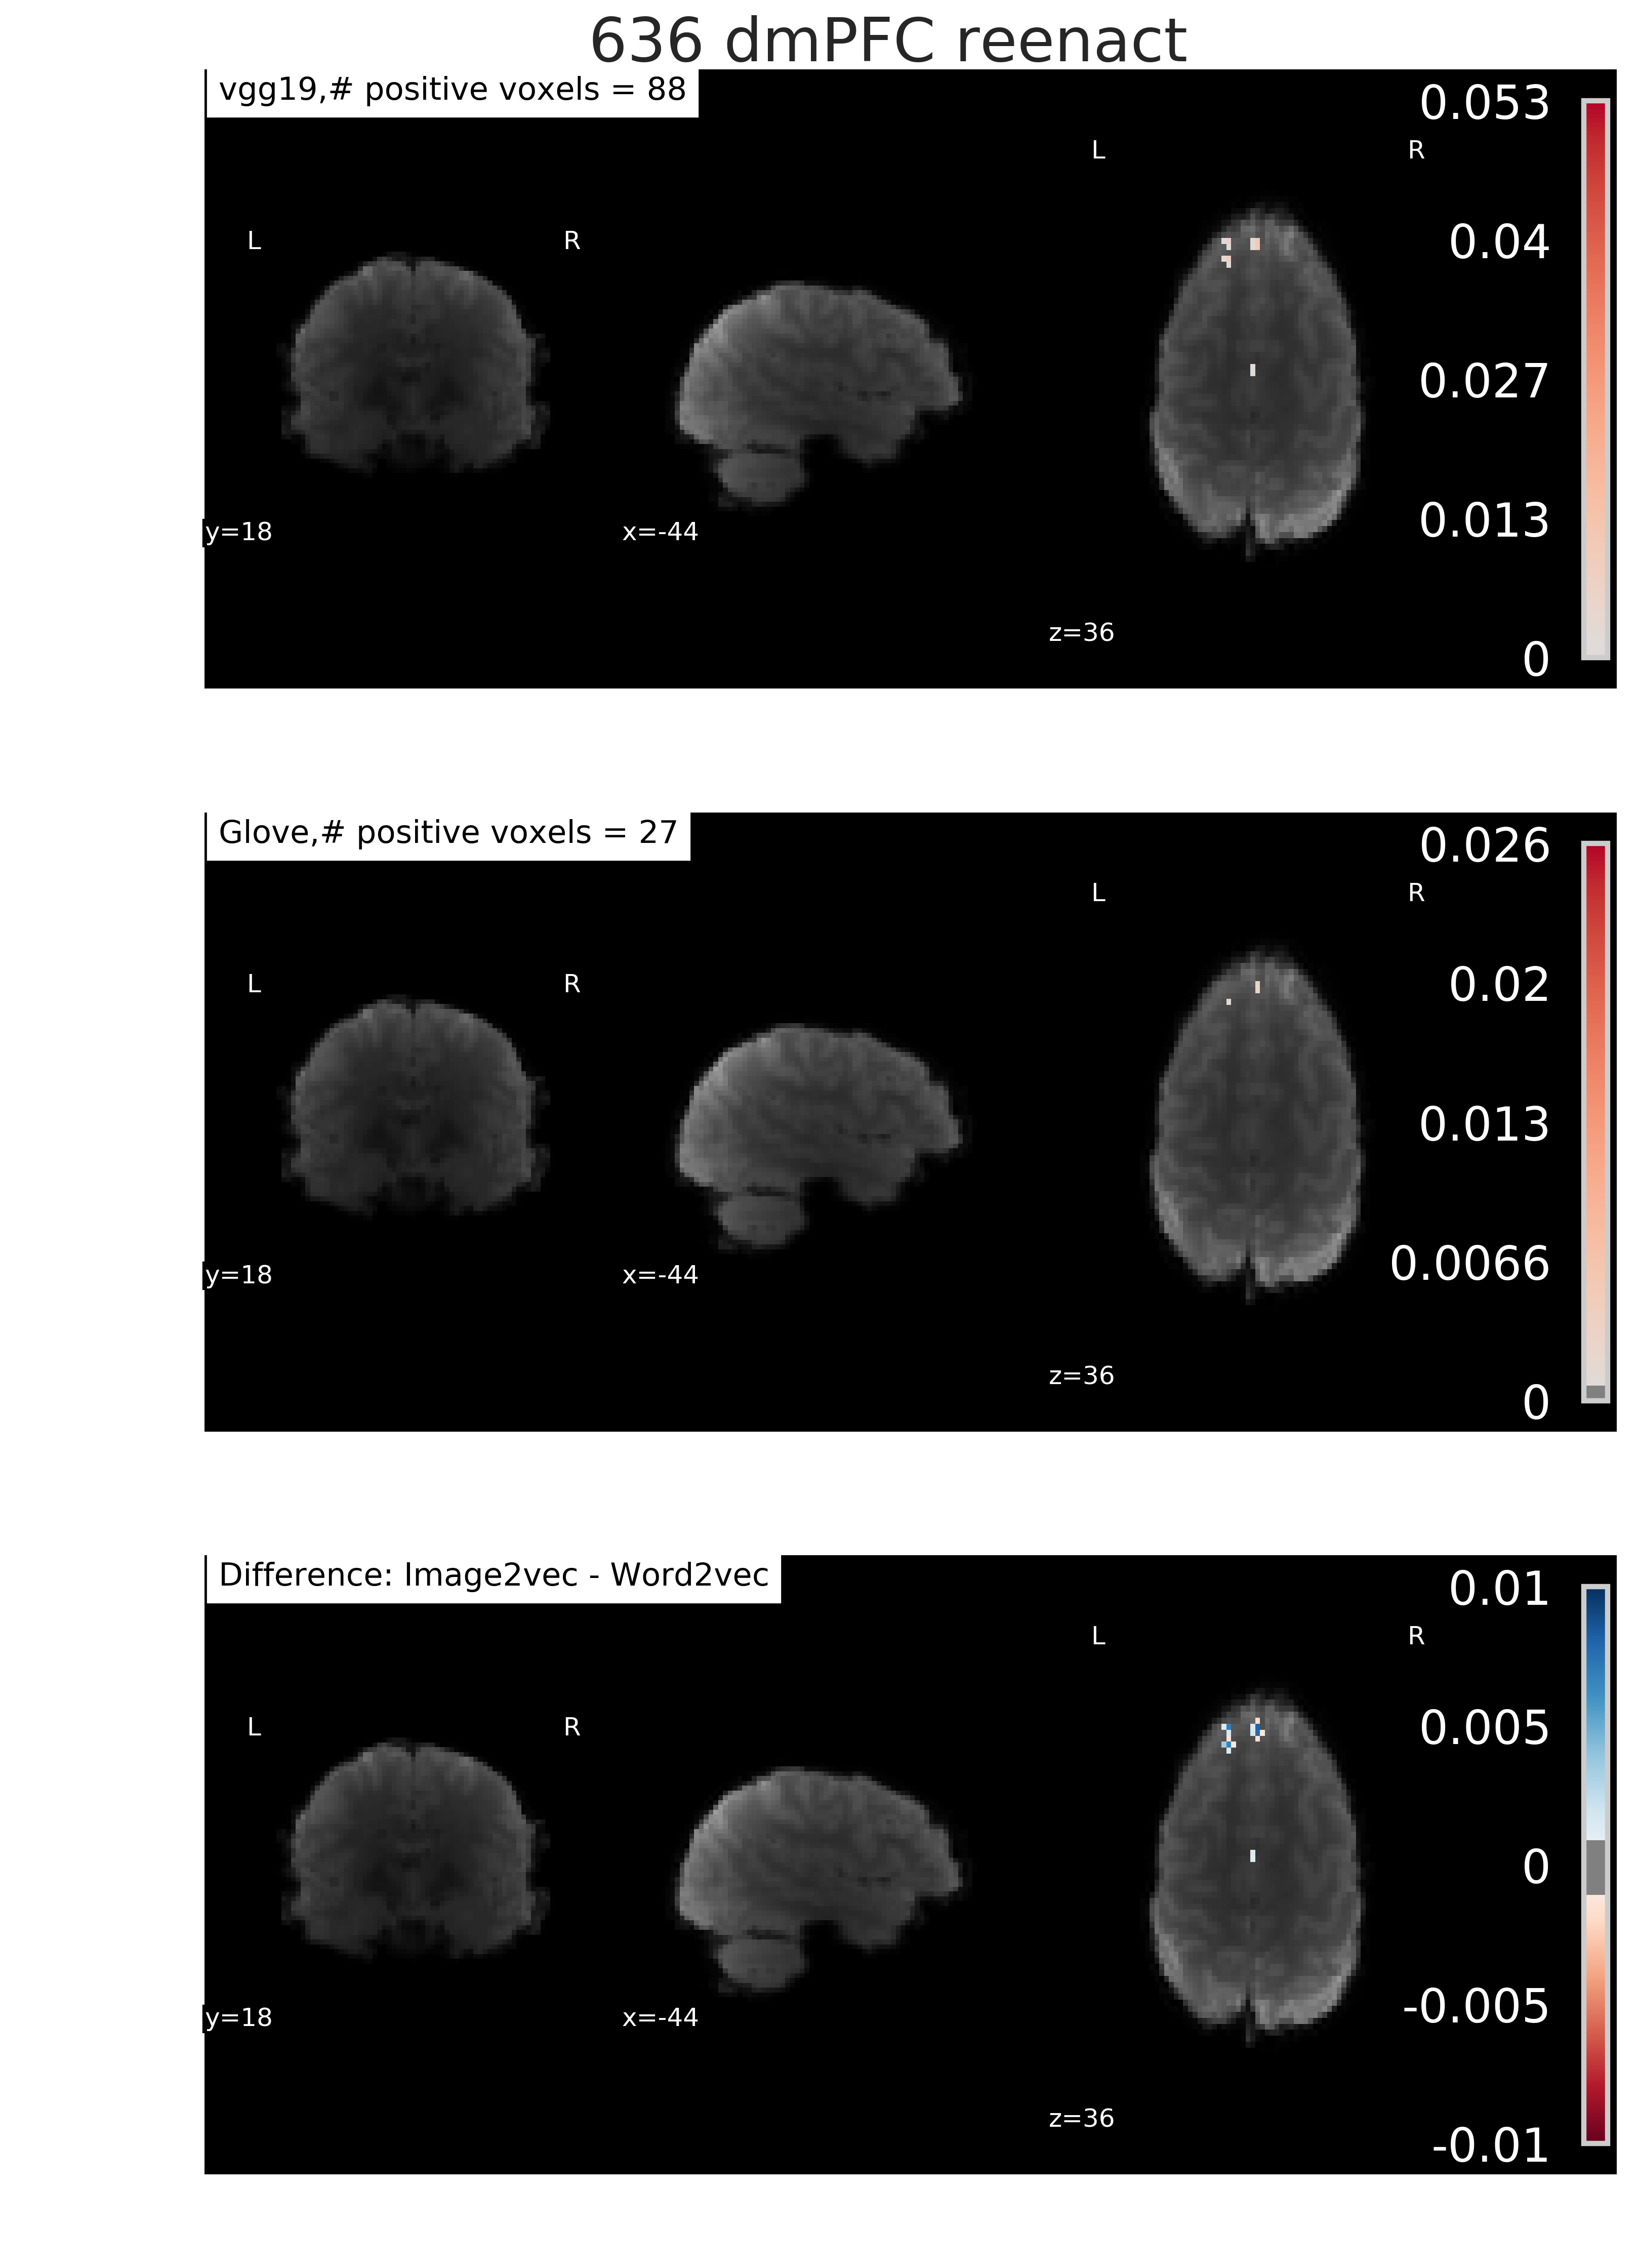 636 dmPFC reenact
vgg19,# positive voxels = 88
0.053
L R
0.04
L R
0.027
0.013
y=18 x=-44
z=36
0
Glove,# positive voxels = 27
0.026
L R
0.02
L R
0.013
0.0066
y=18 x=-44
z=36
0
Difference: Image2vec - Word2vec
0.01
L R
0.005
L R
0
-0.005
y=18 x=-44
z=36
-0.01